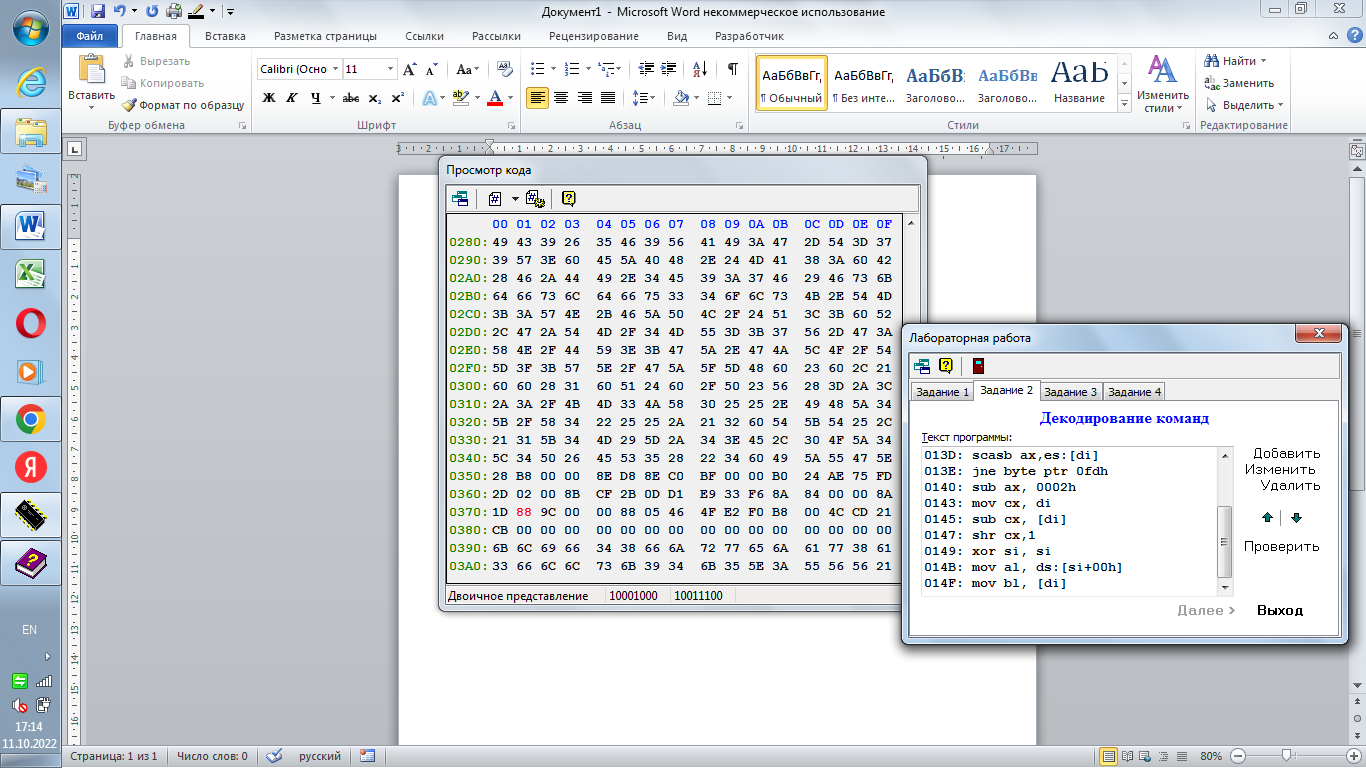 Документ1 - Microsoft Word некоммерческое использование
Файл Главная Вставка Разметка страницы Ссылки Рассылки Рецензирование Вид Разработчик
Вставить
Вырезать
Копировать
Формат по образцу
Буфер обмена
Calibri (Осно 11
Шрифт
Абзац
АаБбВвГг, АаБбВвГг, АаБбВ: АаБбВв АаБ
¶ Обычный ¶ Без инте... Заголово... Заголово... Название
Стили
Изменить стили
Найти
Заменить
Выделить
Редактирование
Просмотр кода
00 01 02 03 04 05 06 07 08 09 0A 0B 0C 0D 0E 0F
0280: 49 43 39 26 35 46 39 56 41 49 3A 47 2D 54 3D 37
0290: 39 57 3E 60 45 5A 40 48 2E 24 4D 41 38 3A 60 42
02A0: 28 46 2A 44 49 2E 34 45 39 3A 37 46 29 46 73 6B
02B0: 64 66 73 6C 64 66 75 33 34 6F 6C 73 4B 2E 54 4D
02C0: 3B 3A 57 4E 2B 46 5A 50 4C 2F 24 51 3C 3B 60 52
02D0: 2C 47 2A 54 4D 2F 34 4D 55 3D 3B 37 56 2D 47 3A
02E0: 58 4E 2F 44 59 3E 3B 47 5A 2E 47 4A 5C 4F 2F 54
02F0: 5D 3F 3B 57 5E 2F 47 5A 5F 5D 48 60 23 60 2C 21
0300: 60 60 28 31 60 51 24 60 2F 50 23 56 28 3D 2A 3C
0310: 2A 3A 2F 4B 4D 33 4A 58 30 25 25 2E 49 48 5A 34
0320: 5B 2F 58 34 22 25 25 2A 21 32 60 54 5B 54 25 2C
0330: 21 31 5B 34 4D 29 5D 2A 34 3E 45 2C 30 4F 5A 34
0340: 5C 34 50 26 45 53 35 28 22 34 60 49 5A 55 47 5E
0350: 28 B8 00 00 8E D8 8E C0 BF 00 00 B0 24 AE 75 FD
0360: 2D 02 00 8B CF 2B 0D D1 E9 33 F6 8A 84 00 00 8A
0370: 1D 88 9C 00 00 88 05 46 4F E2 F0 B8 00 4C CD 21
0380: CB 00 00 00 00 00 00 00 00 00 00 00 00 00 00 00
0390: 6B 6C 69 66 34 38 66 6A 72 77 65 6A 61 77 38 61
03A0: 33 66 6C 6C 73 6B 39 34 6B 35 5E 3A 55 56 56 21
Двоичное представление 10001000 10011100
Лабораторная работа
Задание 1 Задание 2 Задание 3 Задание 4
Декодирование команд
Текст программы:
013D: scasb ax,es:[di]
013E: jne byte ptr 0fdh
0140: sub ax, 0002h
0143: mov cx, di
0145: sub cx, [di]
0147: shr cx,1
0149: xor si, si
014B: mov al, ds:[si+00h]
014F: mov bl, [di]
Добавить
Изменить
Удалить
Проверить
Далее >
Выход
EN
17:14
11.10.2022
Страница: 1 из 1 Число слов: 0 русский 80%